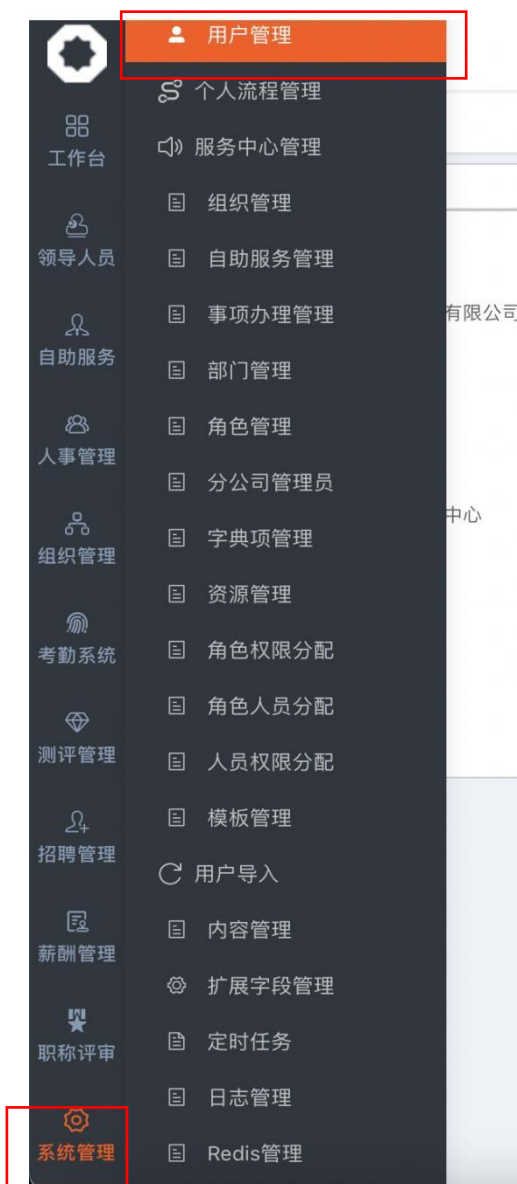 工作台
领导人员
自助服务
人事管理
组织管理
考勤系统
测评管理
招聘管理
薪酬管理
职称评审
系统管理
用户管理
个人流程管理
服务中心管理
组织管理
自助服务管理
事项办理管理
部门管理
角色管理
分公司管理员
字典项管理
资源管理
角色权限分配
角色人员分配
人员权限分配
模板管理
用户导入
内容管理
扩展字段管理
定时任务
日志管理
Redis管理
有限公司
中心